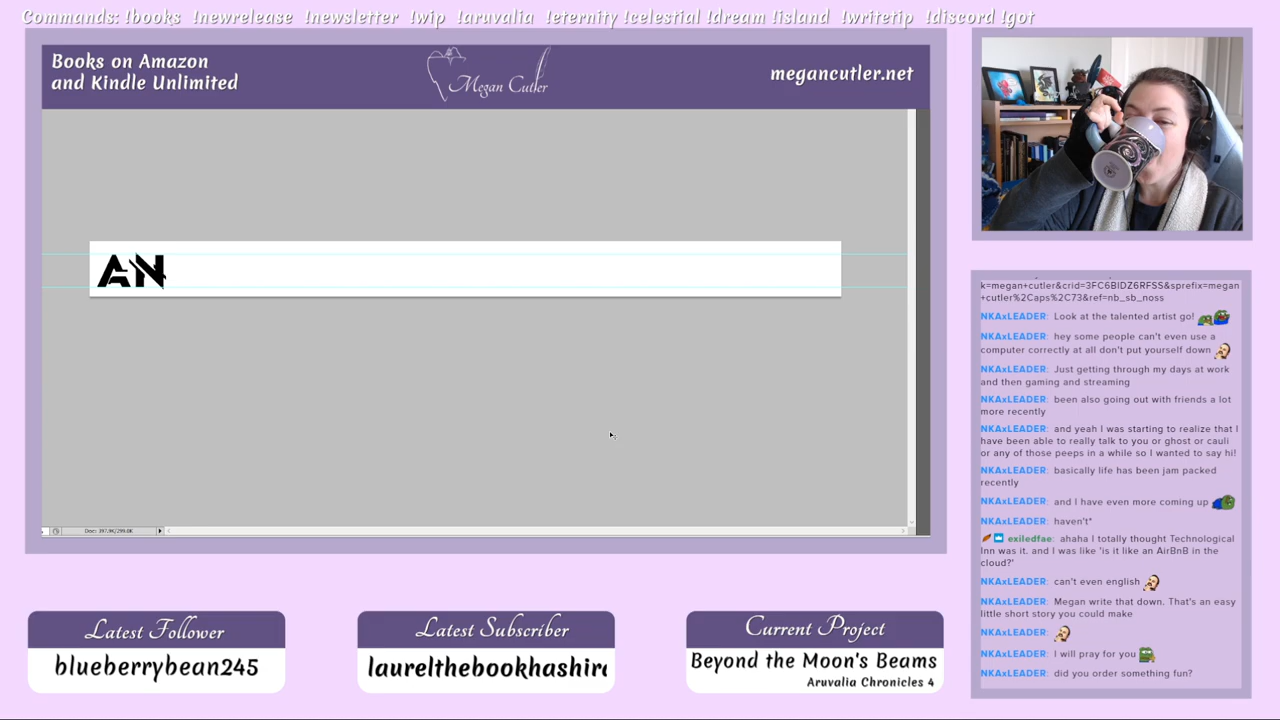 Commands: !books !newrelease !newsletter !wip !aruvalia !eternity !celestial !dream !island !writetip !discord !got
Books on Amazon
and Kindle Unlimited
Megan Cutler
megancutler.net
AN
Doc: 397.9K/299.0K
k=megan+cutler&crid=3FC6BIDZ6RFSS&sprefix=megan
+cutler%2Caps%2C73&ref=nb_sb_noss
NKAxLEADER: Look at the talented artist go!
NKAxLEADER: hey some people can't even use a
computer correctly at all don't put yourself down
NKAxLEADER: Just getting through my days at work
and then gaming and streaming
NKAxLEADER: been also going out with friends a lot
more recently
NKAxLEADER: and yeah I was starting to realize that I
have been able to really talk to you or ghost or cauli
or any of those peeps in a while so I wanted to say hi!
NKAxLEADER: basically life has been jam packed
recently
NKAxLEADER: and I have even more coming up
NKAxLEADER: haven't*
exiledfae: ahaha I totally thought Technological
Inn was it. and I was like 'is it like an AirBnB in the
cloud?'
NKAxLEADER: can't even english
NKAxLEADER: Megan write that down. That's an easy
little short story you could make
NKAxLEADER:
NKAxLEADER: I will pray for you
NKAxLEADER: did you order something fun?
Latest Follower
blueberrybean245
Latest Subscriber
laurelthebookhashira
Current Project
Beyond the Moon's Beams
Aruvalia Chronicles 4